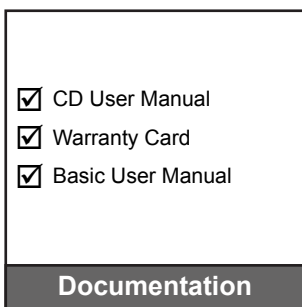 CD User Manual
Warranty Card
Basic User Manual
Documentation